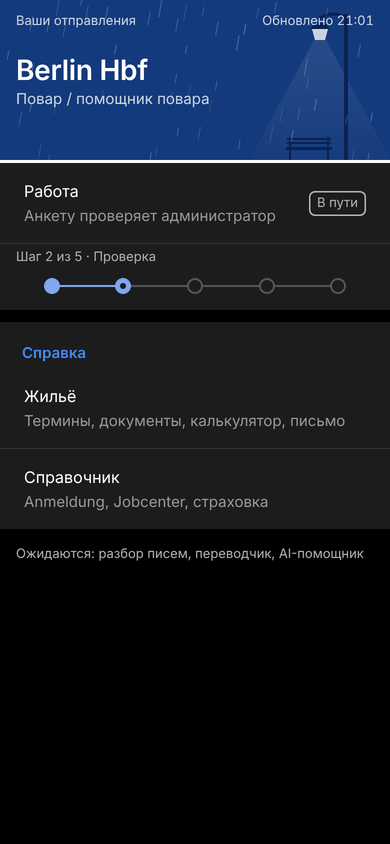 Ваши отправления
Обновлено 21:01
Berlin Hbf
Повар / помощник повара
Работа
Анкету проверяет администратор
В пути
Шаг 2 из 5 · Проверка
Справка
Жильё
Термины, документы, калькулятор, письмо
Справочник
Anmeldung, Jobcenter, страховка
Ожидаются: разбор писем, переводчик, AI-помощник